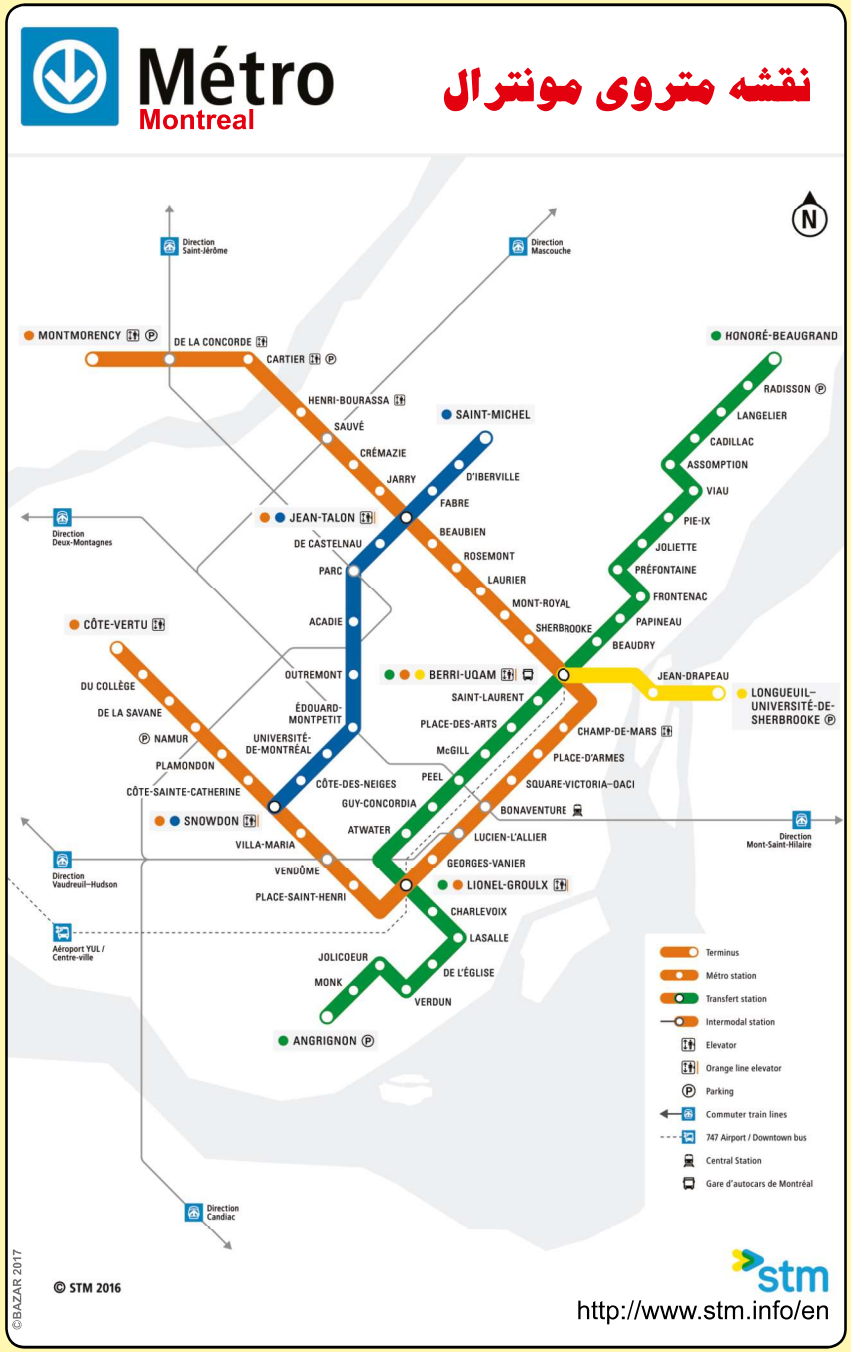 Métro
Montreal
نقشه متروی مونترال
N
Direction
Saint-Jérôme
Direction
Mascouche
MONTMORENCY P
DE LA CONCORDE
CARTIER P
HENRI-BOURASSA
SAUVÉ
CRÉMAZIE
JARRY
HONORÉ-BEAUGRAND
RADISSON P
LANGELIER
CADILLAC
ASSOMPTION
VIAU
PIE-IX
JOLIETTE
PRÉFONTAINE
FRONTENAC
PAPINEAU
BEAUDRY
SAINT-MICHEL
D'IBERVILLE
FABRE
JEAN-TALON
DE CASTELNAU
PARC
ACADIE
OUTREMONT
ÉDOUARD-
MONTPETIT
UNIVERSITÉ-
DE-MONTRÉAL
CÔTE-DES-NEIGES
BEAUBIEN
ROSEMONT
LAURIER
MONT-ROYAL
SHERBROOKE
Direction
Deux-Montagnes
CÔTE-VERTU
DU COLLÈGE
DE LA SAVANE
P NAMUR
PLAMONDON
CÔTE-SAINTE-CATHERINE
SNOWDON
VILLA-MARIA
VENDÔME
PLACE-SAINT-HENRI
BERRI-UQAM
JEAN-DRAPEAU
LONGUEUIL–
UNIVERSITÉ-DE-
SHERBROOKE P
SAINT-LAURENT
PLACE-DES-ARTS
McGILL
PEEL
GUY-CONCORDIA
ATWATER
CHAMP-DE-MARS
PLACE-D'ARMES
SQUARE-VICTORIA–OACI
BONAVENTURE
LUCIEN-L'ALLIER
GEORGES-VANIER
LIONEL-GROULX
CHARLEVOIX
LASALLE
DE L'ÉGLISE
VERDUN
JOLICOEUR
MONK
ANGRIGNON P
Direction
Mont-Saint-Hilaire
Direction
Vaudreuil–Hudson
Aéroport YUL /
Centre-ville
Direction
Candiac
Terminus
Métro station
Transfert station
Intermodal station
Elevator
Orange line elevator
P Parking
Commuter train lines
747 Airport / Downtown bus
Central Station
Gare d'autocars de Montréal
©BAZAR 2017
© STM 2016
stm
http://www.stm.info/en